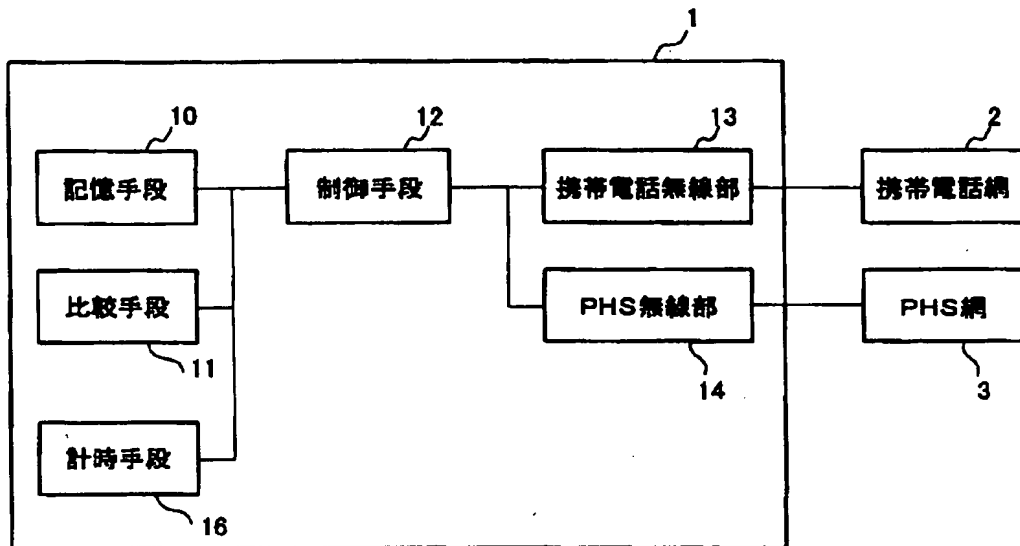 1
10
12
13
2
記憶手段
制御手段
携帯電話無線部
携帯電話網
比較手段
PHS無線部
PHS網
11
14
3
計時手段
16